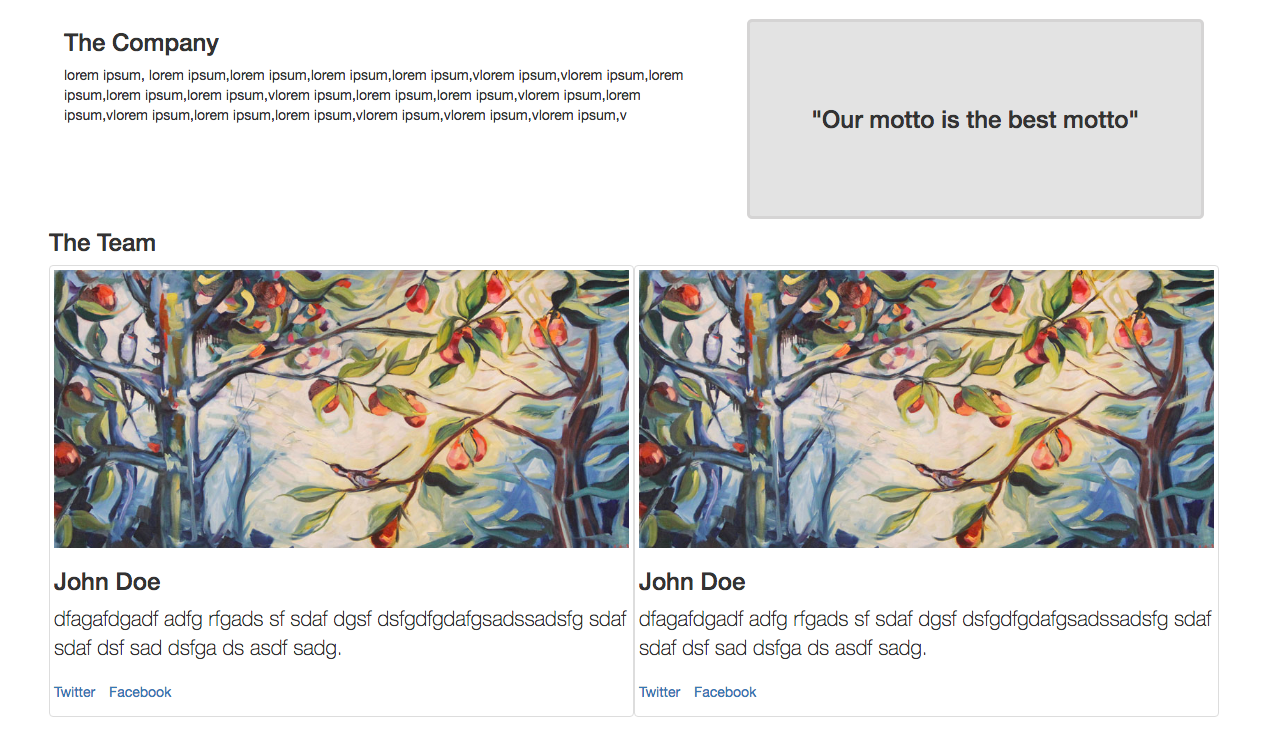 The Company
lorem ipsum, lorem ipsum,lorem ipsum,lorem ipsum,lorem ipsum,vlorem ipsum,vlorem ipsum,lorem
ipsum,lorem ipsum,lorem ipsum,vlorem ipsum,lorem ipsum,lorem ipsum,vlorem ipsum,lorem
ipsum,vlorem ipsum,lorem ipsum,lorem ipsum,vlorem ipsum,vlorem ipsum,vlorem ipsum,v
"Our motto is the best motto"
The Team
John Doe
dfagafdgadf adfg rfgads sf sdaf dgsf dsfgdfgdafgsadssadsfg sdaf
sdaf dsf sad dsfga ds asdf sadg.
Twitter Facebook
John Doe
dfagafdgadf adfg rfgads sf sdaf dgsf dsfgdfgdafgsadssadsfg sdaf
sdaf dsf sad dsfga ds asdf sadg.
Twitter Facebook